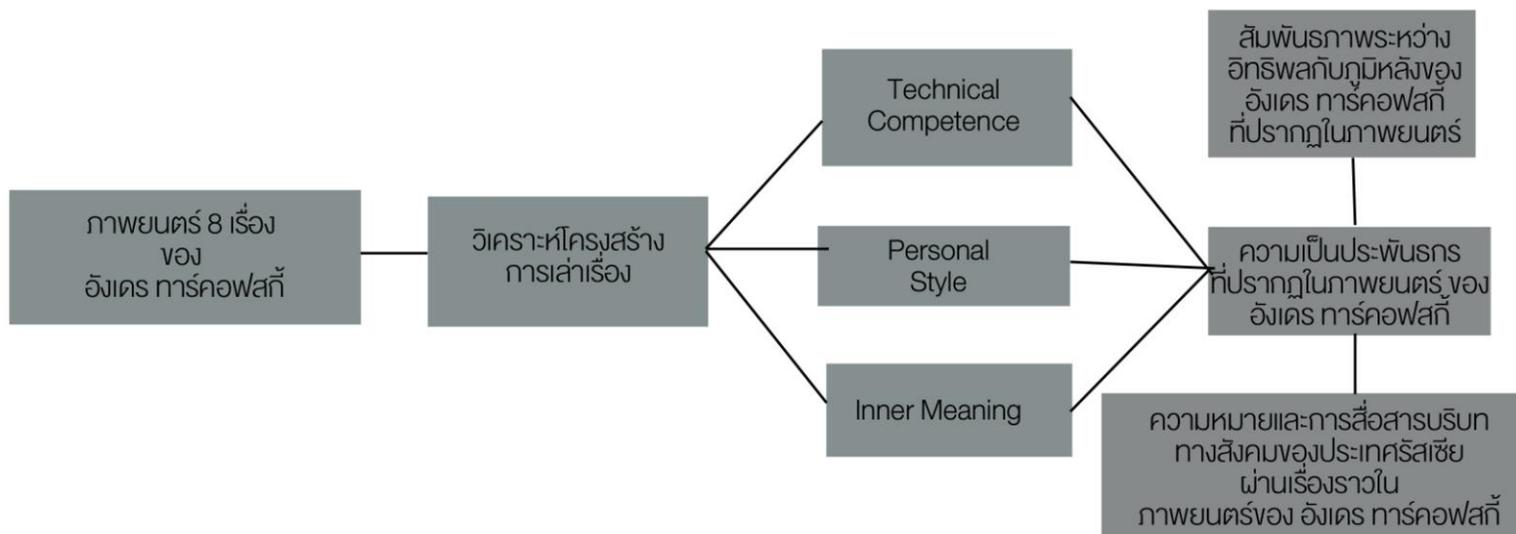 ภาพยนตร์ 8 เรื่อง
ของ
อังเดร ทาร์คอฟสกี้
วิเคราะห์โครงสร้าง
การเล่าเรื่อง
Technical
Competence
Personal
Style
Inner Meaning
สัมพันธภาพระหว่าง
อิทธิพลกับภูมิหลังของ
อังเดร ทาร์คอฟสกี้
ที่ปรากฏในภาพยนตร์
ความเป็นประพันธกร
ที่ปรากฏในภาพยนตร์ ของ
อังเดร ทาร์คอฟสกี้
ความหมายและการสื่อสารบริบท
ทางสังคมของประเทศรัสเซีย
ผ่านเรื่องราวใน
ภาพยนตร์ของ อังเดร ทาร์คอฟสกี้